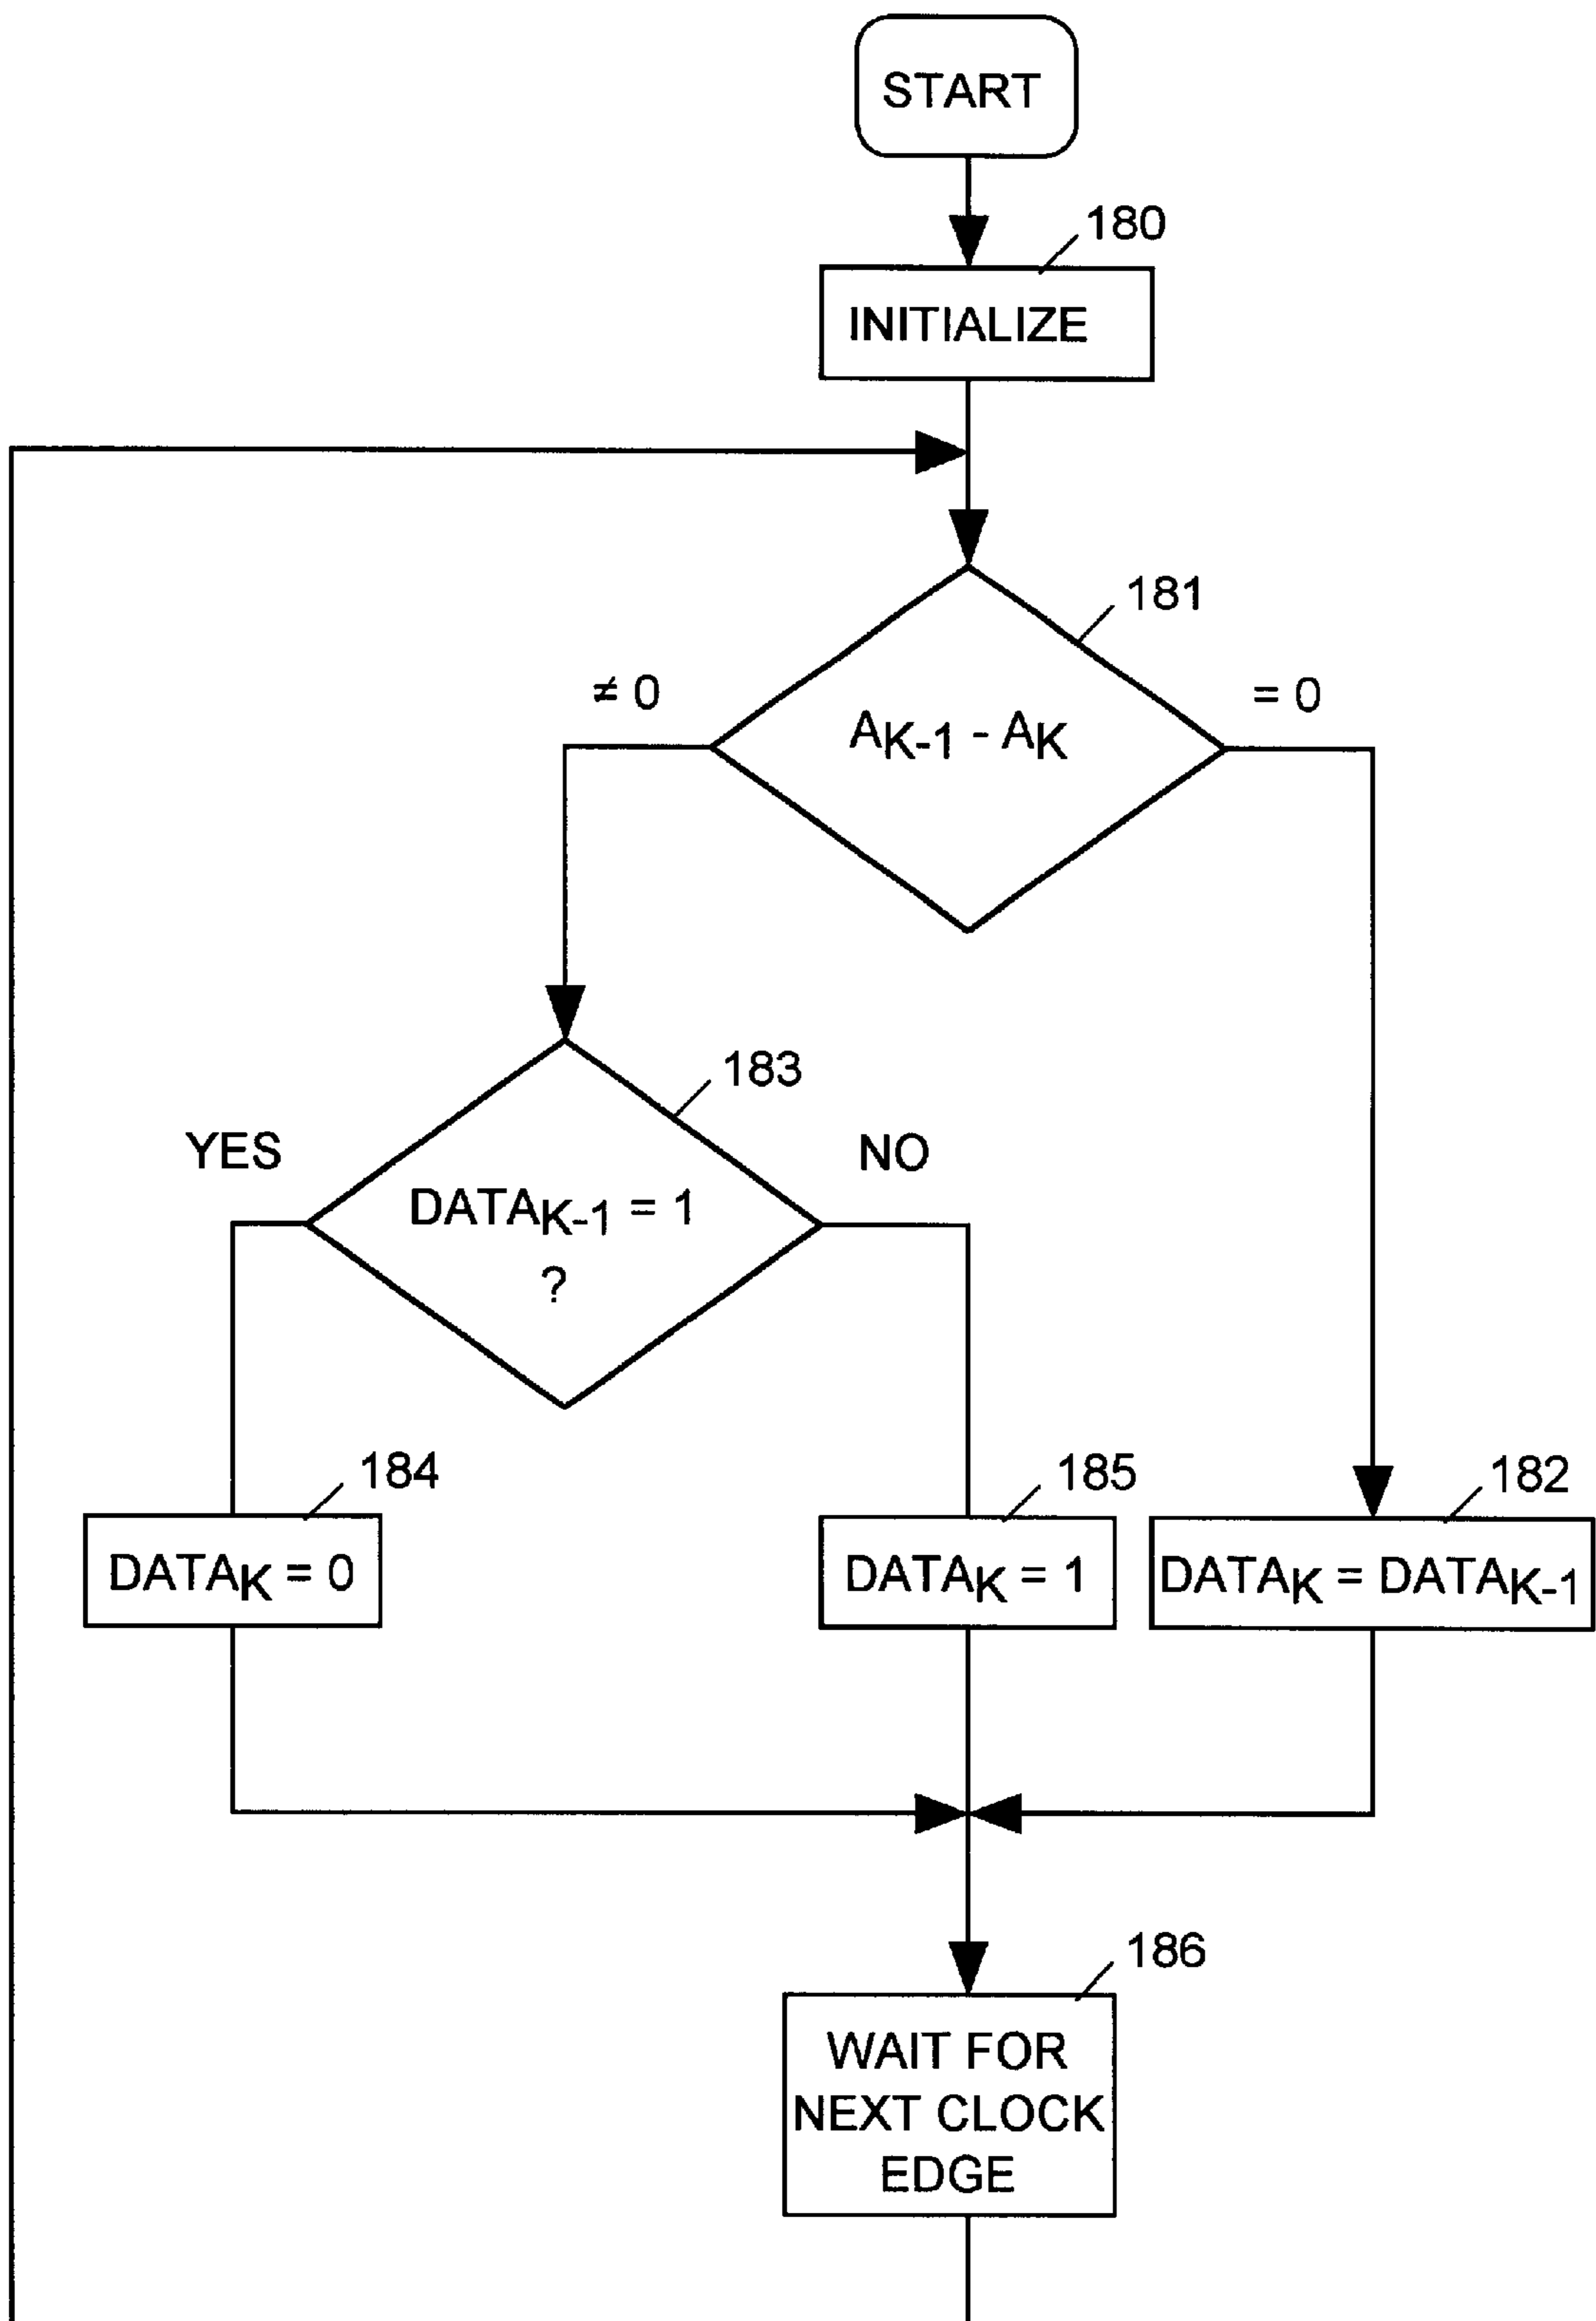 START
180
INITIALIZE
181
≠ 0
= 0
AK-1 - AK
183
YES
NO
DATAK-1 = 1
?
184
185
182
DATAK = 0
DATAK = 1
DATAK = DATAK-1
186
WAIT FOR
NEXT CLOCK
EDGE